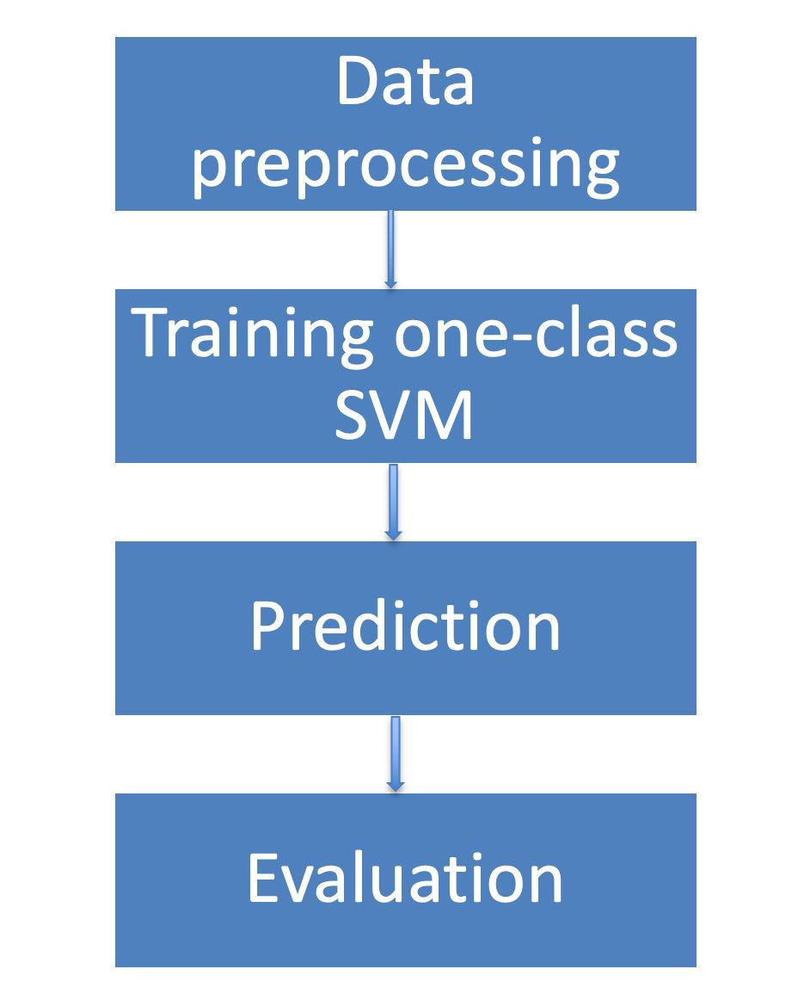 Data
preprocessing
Training one-class
SVM
Prediction
Evaluation